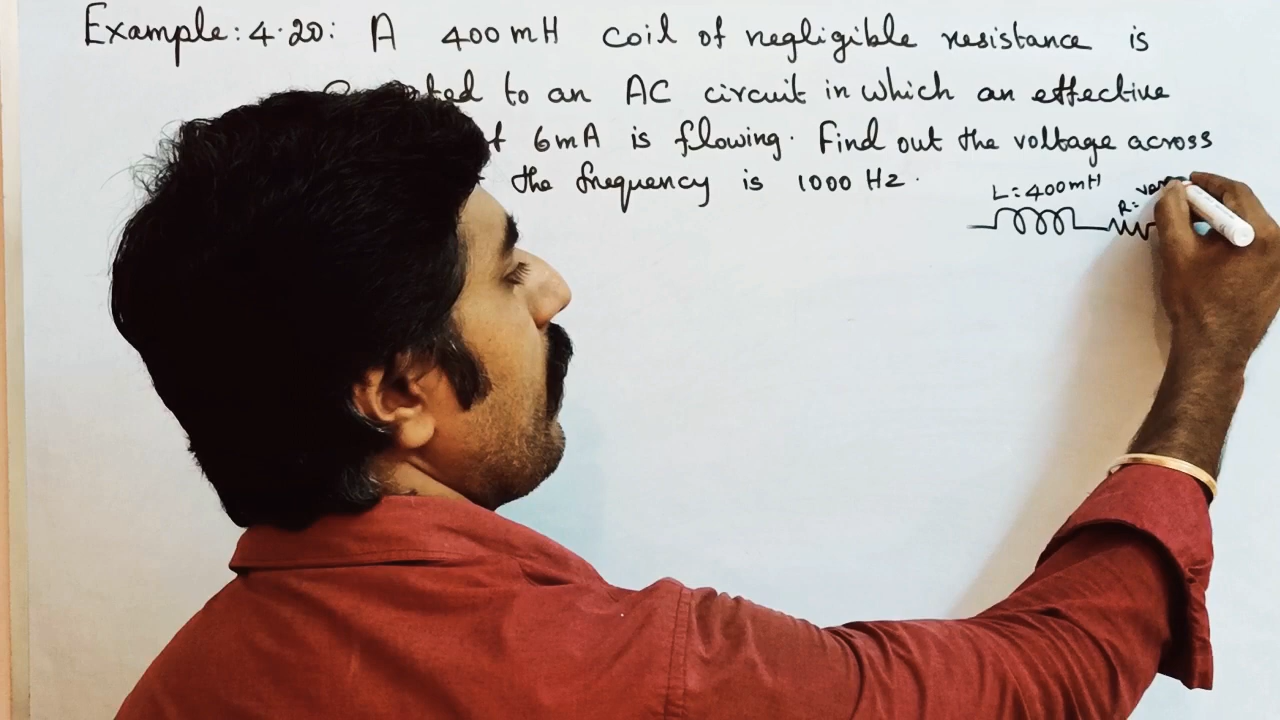 Example: 4.20: A 400 mH coil of negligible resistance is
to an AC circuit in which an effective
6mA is flowing. Find out the voltage across
the frequency is 1000 Hz.
L=400mH
R=